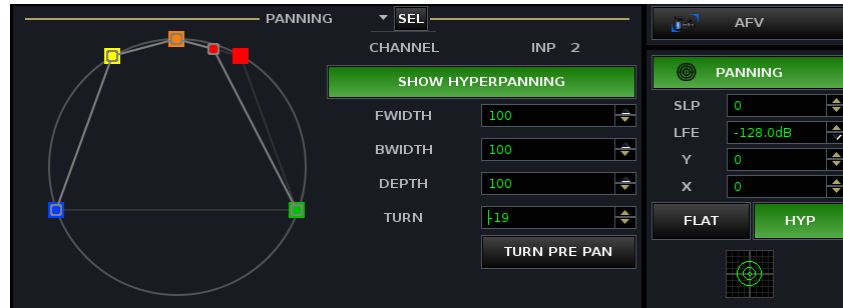 PANNING SEL AFV
CHANNEL INP 2
SHOW HYPERPANNING PANNING
FWIDTH 100 SLP 0
LFE -128.0dB
BWIDTH 100 Y 0
DEPTH 100 X 0
TURN -19 FLAT HYP
TURN PRE PAN